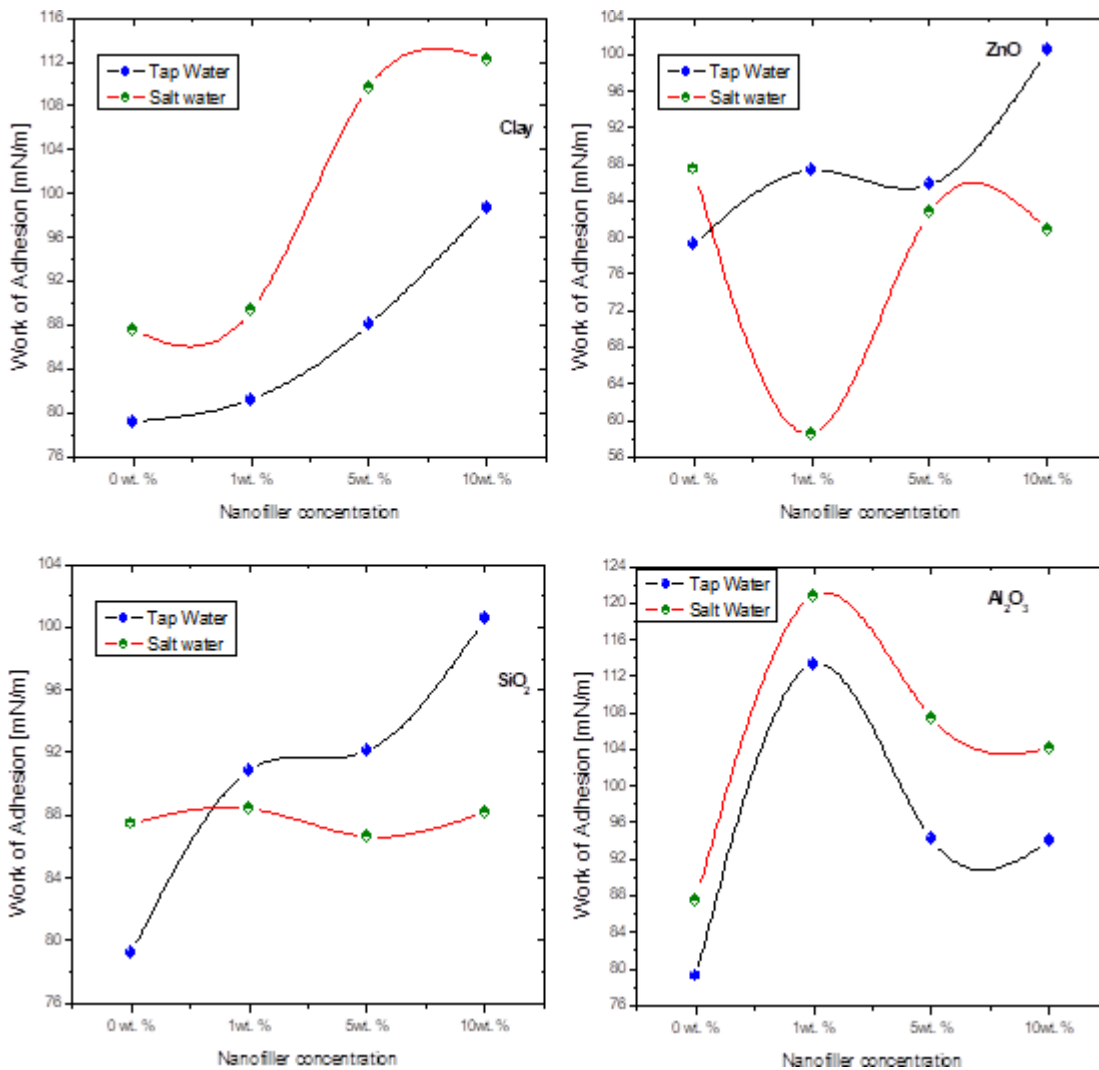 116
112
108
104
100
96
92
88
84
80
76
Work of Adhesion [mN/m]
Tap Water
Salt water
Clay
0 wt. %
1wt. %
5wt. %
10wt. %
Nanofiller concentration
104
100
96
92
88
84
80
76
72
68
64
60
56
Work of Adhesion [mN/m]
Tap Water
Salt water
ZnO
0 wt. %
1wt. %
5wt. %
10wt. %
Nanofiller concentration
104
100
96
92
88
84
80
76
Work of Adhesion [mN/m]
Tap Water
Salt water
SiO₂
0 wt. %
1wt. %
5wt. %
10wt. %
Nanofiller concentration
124
120
116
112
108
104
100
96
92
88
84
80
76
Work of Adhesion [mN/m]
Tap Water
Salt Water
Al₂O₃
0 wt. %
1wt. %
5wt. %
10wt. %
Nanofiller concentration